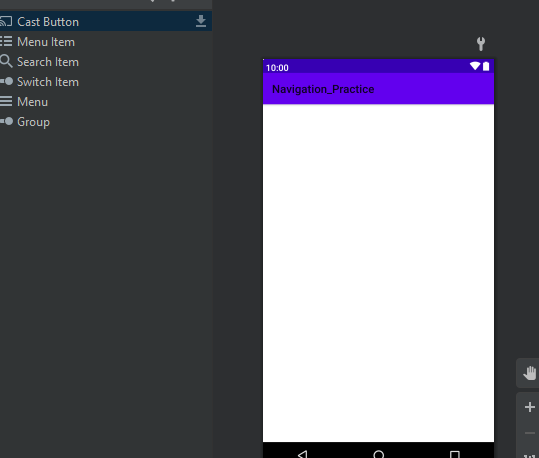 Cast Button
Menu Item
Search Item
Switch Item
Menu
Group
10:00
Navigation_Practice